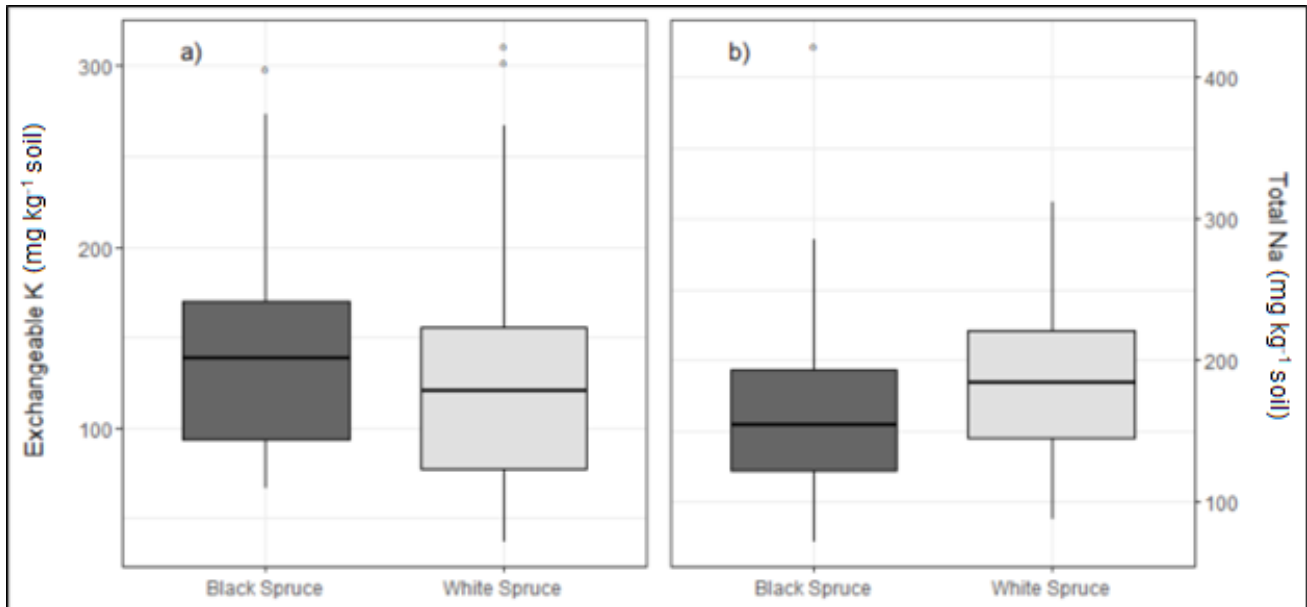 a)
300
200
100
Exchangeable K (mg kg⁻¹ soil)
Black Spruce
White Spruce
b)
400
300
200
100
Total Na (mg kg⁻¹ soil)
Black Spruce
White Spruce